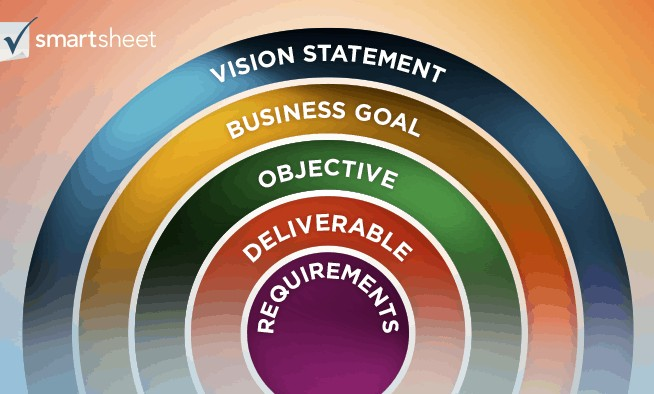 smartsheet
VISION STATEMENT
BUSINESS GOAL
OBJECTIVE
DELIVERABLE
REQUIREMENTS